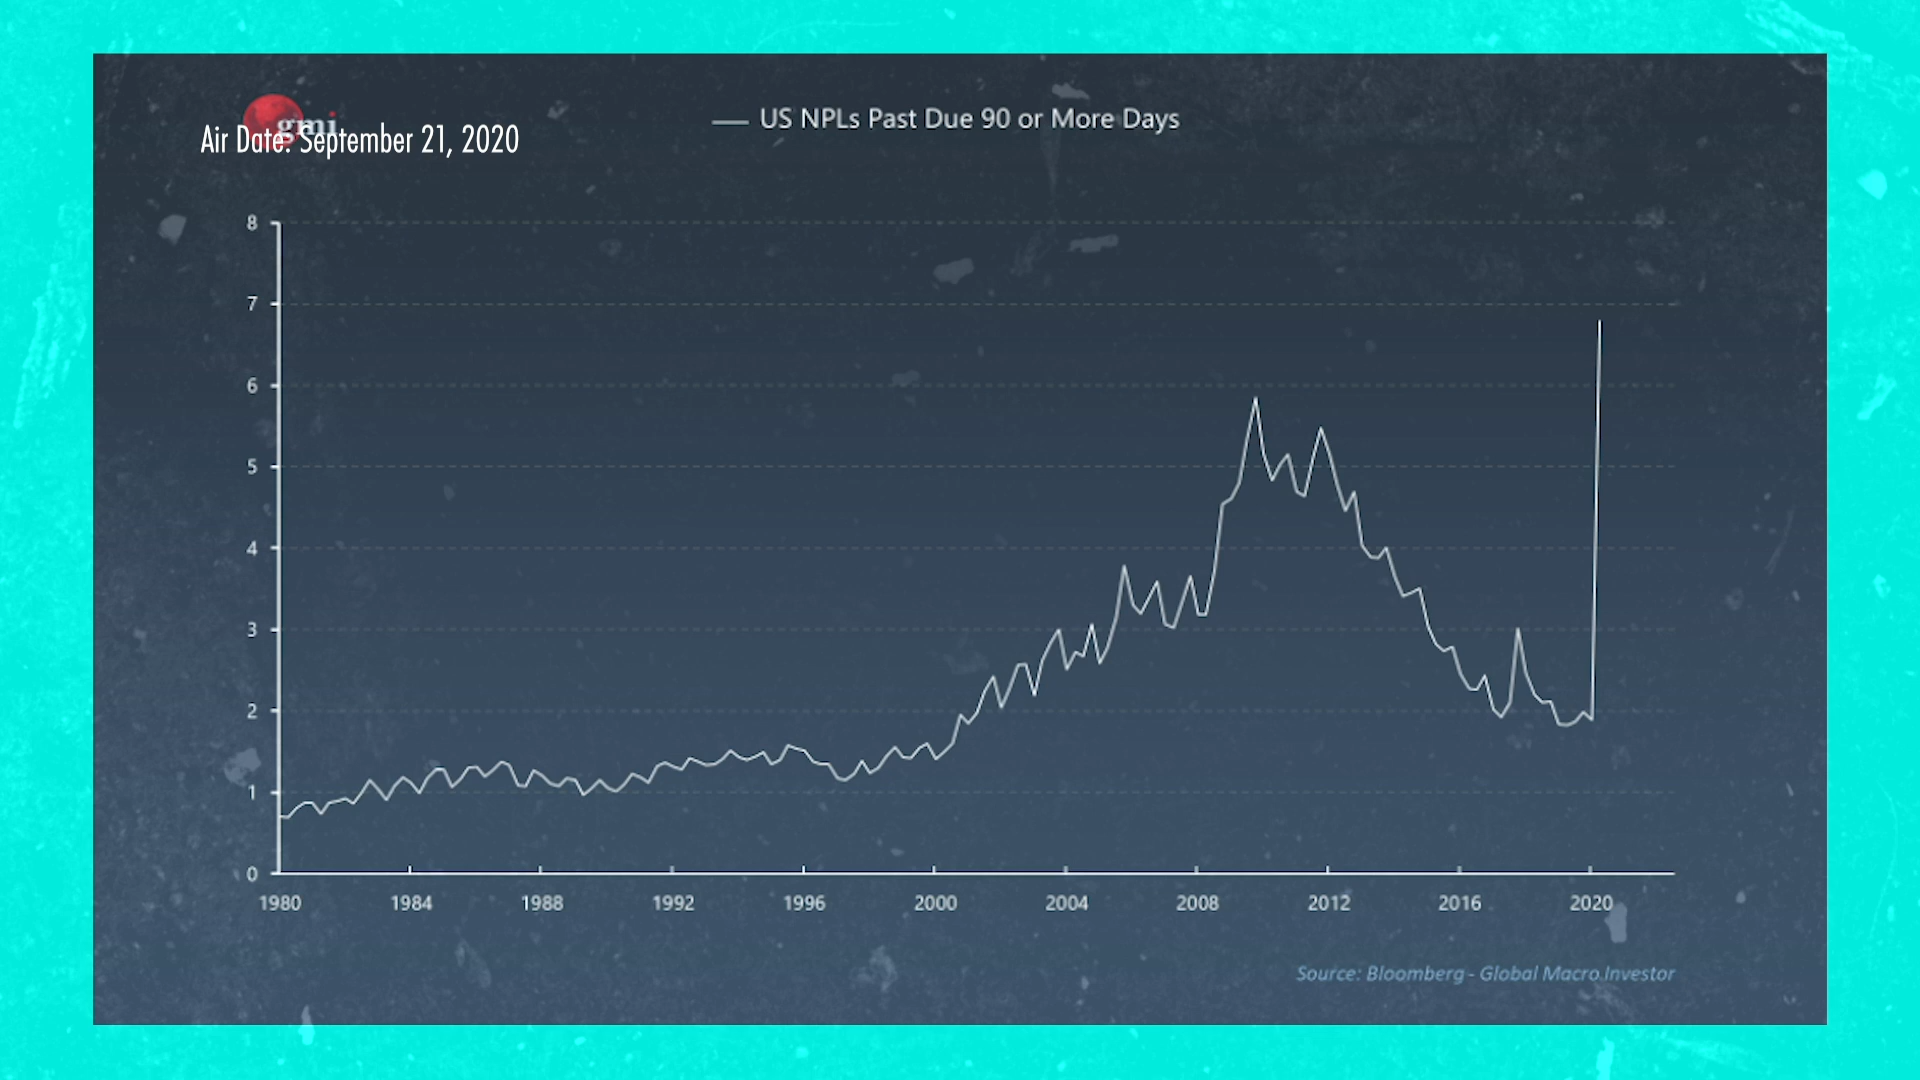 gmi
Air Date: September 21, 2020
US NPLs Past Due 90 or More Days
8
7
6
5
4
3
2
1
0
1980 1984 1988 1992 1996 2000 2004 2008 2012 2016 2020
Source: Bloomberg - Global Macro Investor